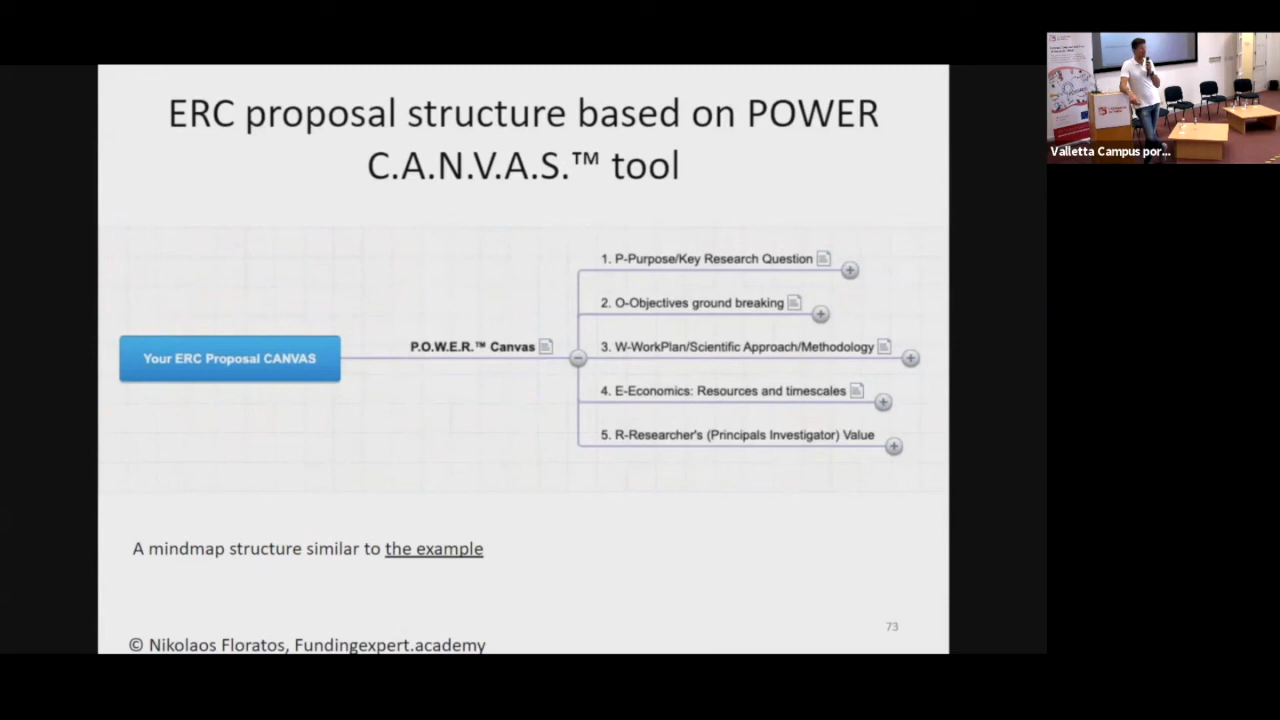 ERC proposal structure based on POWER
C.A.N.V.A.S.™ tool
1. P-Purpose/Key Research Question
2. O-Objectives ground breaking
Your ERC Proposal CANVAS
P.O.W.E.R.™ Canvas
3. W-WorkPlan/Scientific Approach/Methodology
4. E-Economics: Resources and timescales
5. R-Researcher's (Principals Investigator) Value
A mindmap structure similar to the example
73
© Nikolaos Floratos, Fundingexpert.academy
Valletta Campus por...